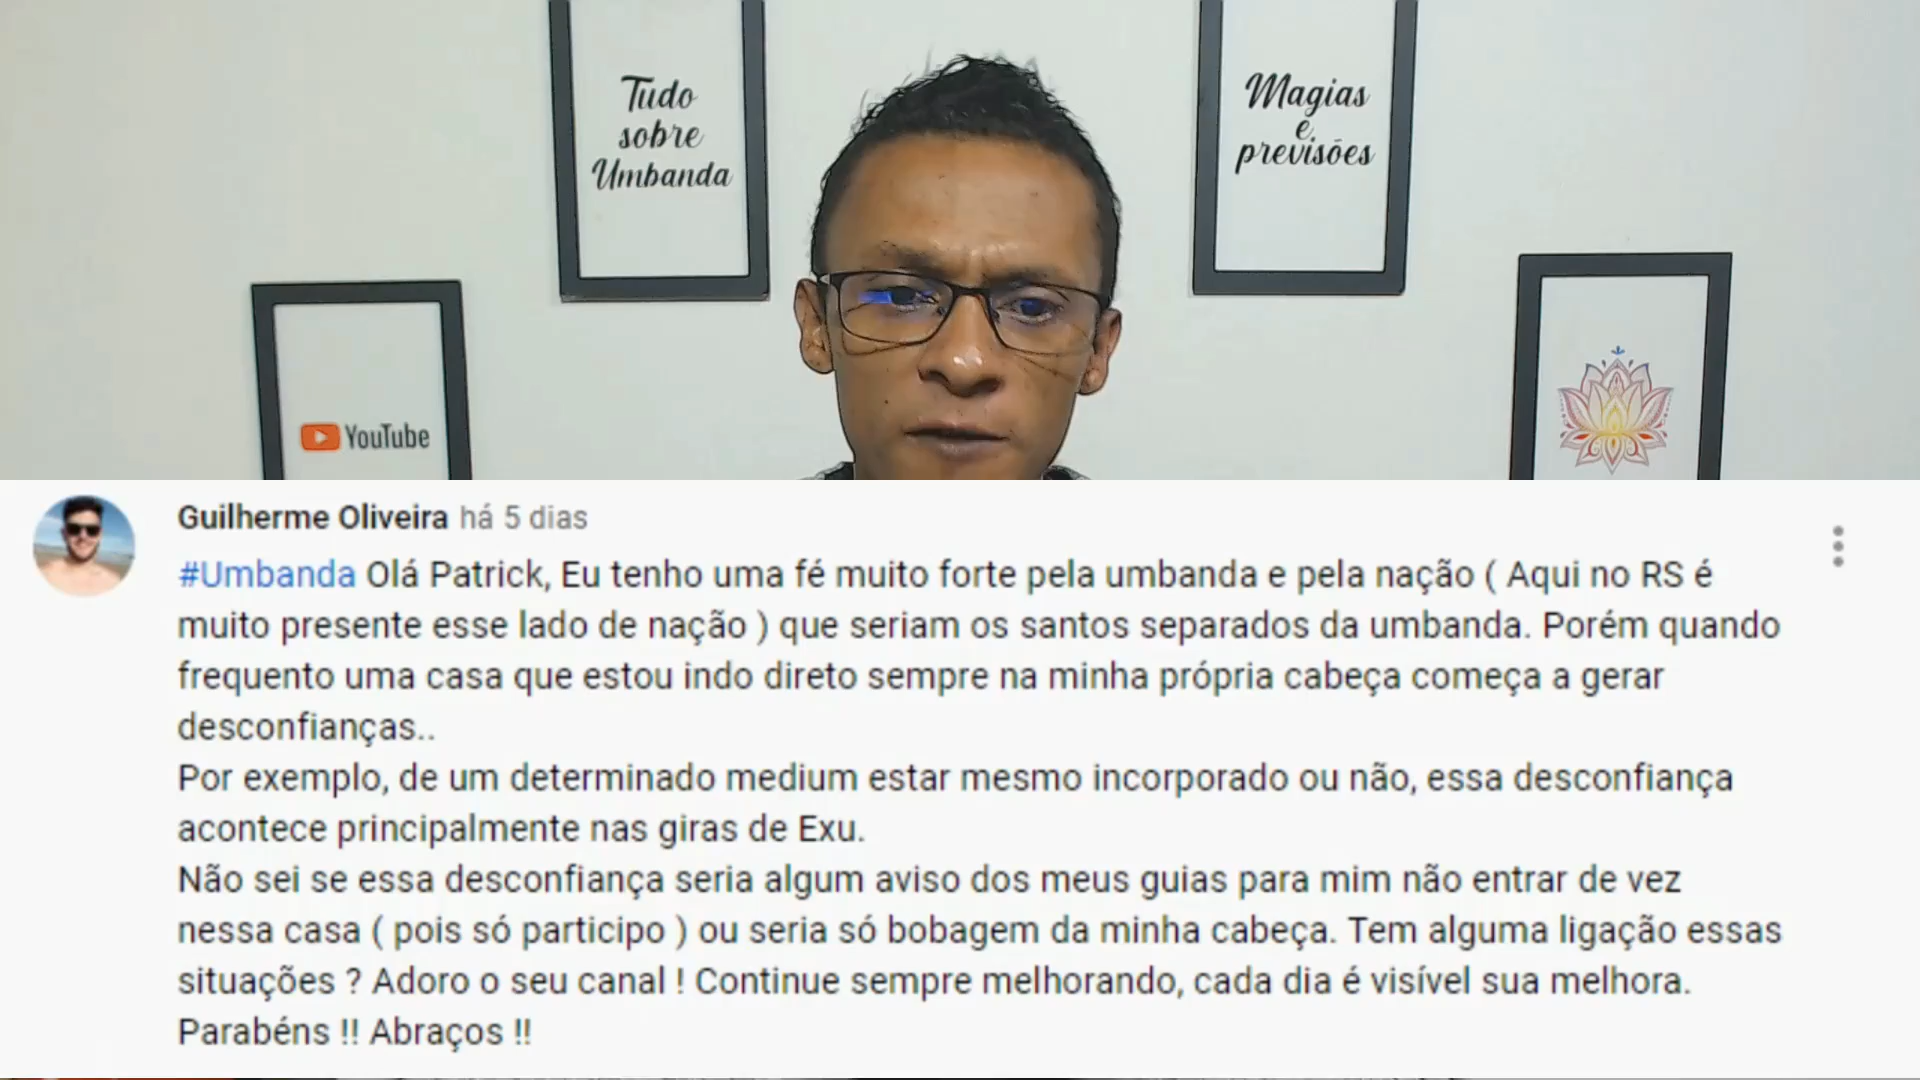 Tudo
sobre
Umbanda
Magias
e
previsões
YouTube
Guilherme Oliveira há 5 dias
#Umbanda Olá Patrick, Eu tenho uma fé muito forte pela umbanda e pela nação ( Aqui no RS é
muito presente esse lado de nação ) que seriam os santos separados da umbanda. Porém quando
frequento uma casa que estou indo direto sempre na minha própria cabeça começa a gerar
desconfianças..
Por exemplo, de um determinado medium estar mesmo incorporado ou não, essa desconfiança
acontece principalmente nas giras de Exu.
Não sei se essa desconfiança seria algum aviso dos meus guias para mim não entrar de vez
nessa casa ( pois só participo ) ou seria só bobagem da minha cabeça. Tem alguma ligação essas
situações ? Adoro o seu canal ! Continue sempre melhorando, cada dia é visível sua melhora.
Parabéns !! Abraços !!